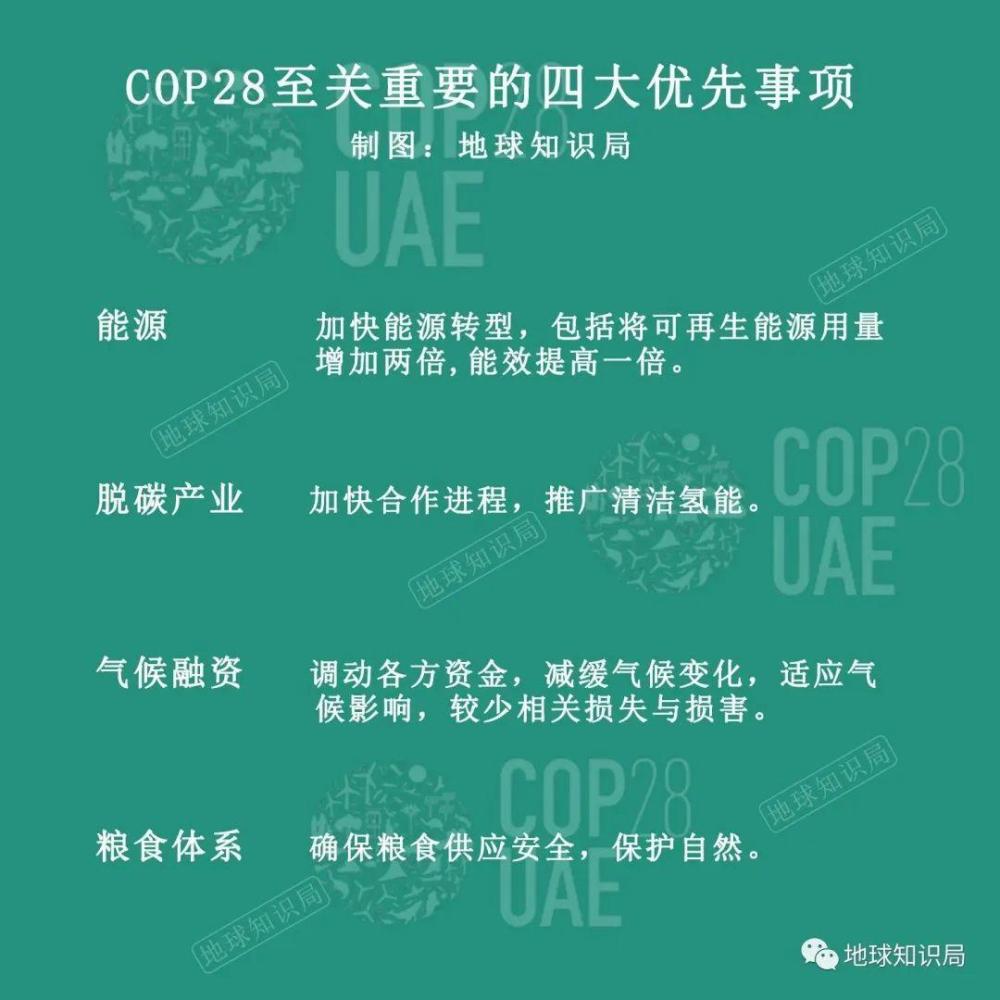 COP28至关重要的四大优先事项
制图：地球知识局
COP28
UAE
地球知识局
能源
加快能源转型，包括将可再生能源用量
增加两倍,能效提高一倍。
地球知识局
COP28
UAE
脱碳产业
加快合作进程，推广清洁氢能。
地球知识局
气候融资
调动各方资金，减缓气候变化，适应气
候影响，较少相关损失与损害。
COP28
UAE
地球知识局
粮食体系
确保粮食供应安全，保护自然。
地球知识局
地球知识局